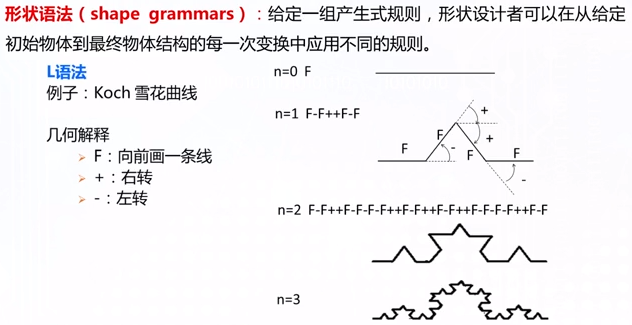 形状语法（shape grammars）：给定一组产生式规则，形状设计者可以在从给定
初始物体到最终物体结构的每一次变换中应用不同的规则。
L语法
例子：Koch 雪花曲线
几何解释
F：向前画一条线
+：右转
-：左转
n=0 F
n=1 F-F++F-F
F
F
-
+
+
F
F
-
n=2 F-F++F-F-F-F++F-F++F-F++F-F-F-F++F-F
n=3